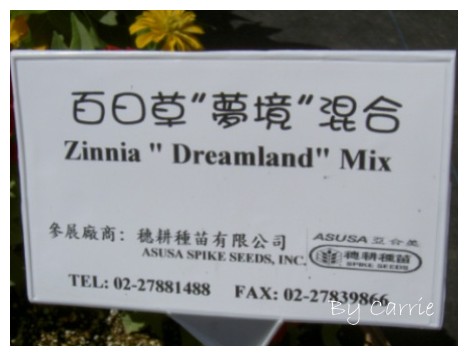 百日草"夢境"混合
Zinnia " Dreamland" Mix
參展廠商: 穗耕種苗有限公司
ASUSA SPIKE SEEDS, INC.
ASUSA 亞合美
穗耕種苗
SPIKE SEEDS
TEL: 02-27881488 FAX: 02-27839866
By Carrie